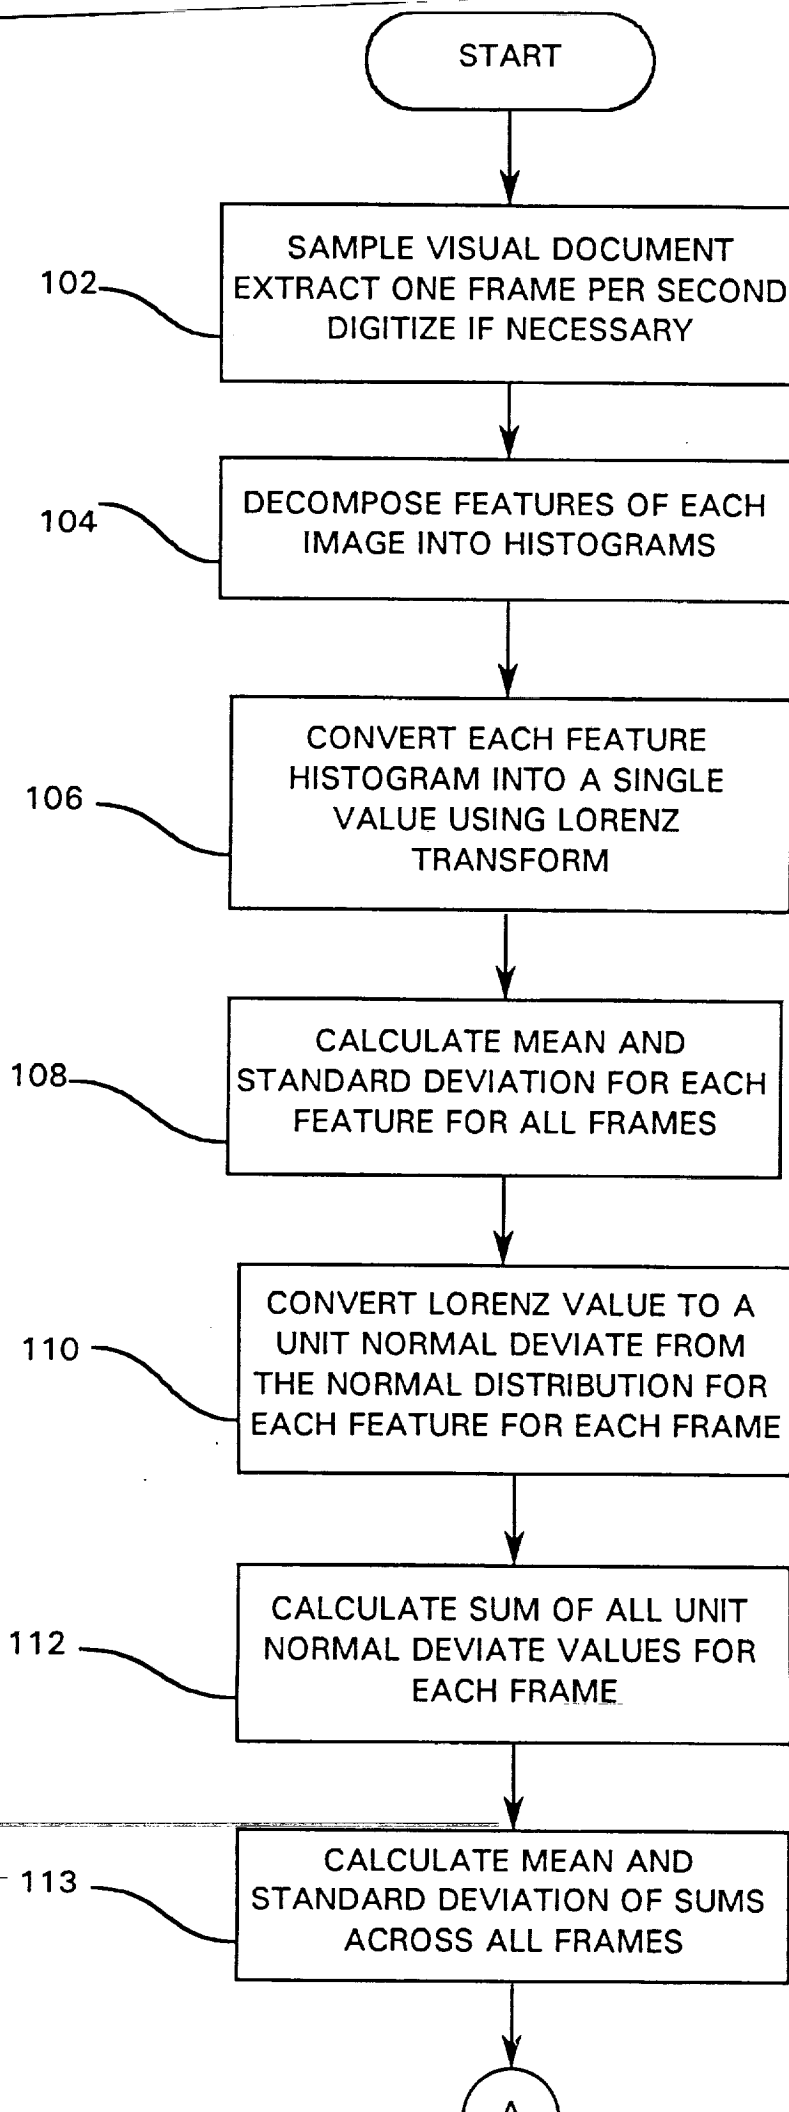 START
102
SAMPLE VISUAL DOCUMENT
EXTRACT ONE FRAME PER SECOND
DIGITIZE IF NECESSARY
104
DECOMPOSE FEATURES OF EACH
IMAGE INTO HISTOGRAMS
106
CONVERT EACH FEATURE
HISTOGRAM INTO A SINGLE
VALUE USING LORENZ
TRANSFORM
108
CALCULATE MEAN AND
STANDARD DEVIATION FOR EACH
FEATURE FOR ALL FRAMES
110
CONVERT LORENZ VALUE TO A
UNIT NORMAL DEVIATE FROM
THE NORMAL DISTRIBUTION FOR
EACH FEATURE FOR EACH FRAME
112
CALCULATE SUM OF ALL UNIT
NORMAL DEVIATE VALUES FOR
EACH FRAME
113
CALCULATE MEAN AND
STANDARD DEVIATION OF SUMS
ACROSS ALL FRAMES
A